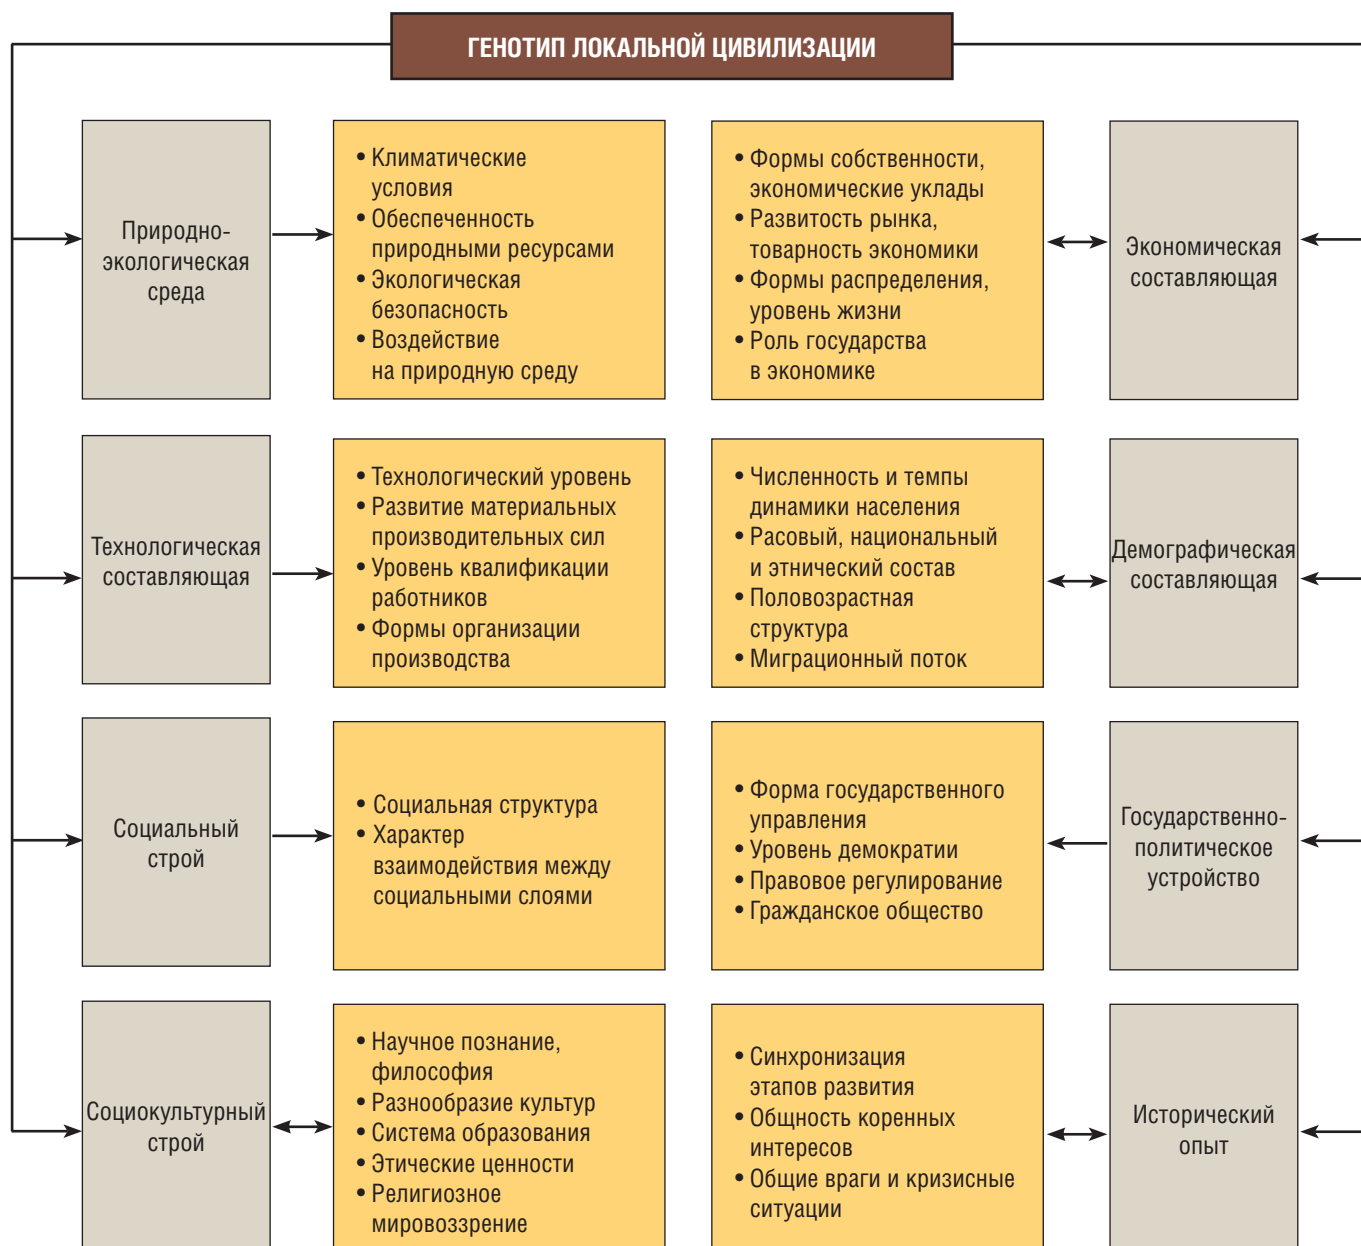 ГЕНОТИП ЛОКАЛЬНОЙ ЦИВИЛИЗАЦИИ
Природно-
экологическая
среда
• Климатические
условия
• Обеспеченность
природными ресурсами
• Экологическая
безопасность
• Воздействие
на природную среду
• Формы собственности,
экономические уклады
• Развитость рынка,
товарность экономики
• Формы распределения,
уровень жизни
• Роль государства
в экономике
Экономическая
составляющая
Технологическая
составляющая
• Технологический уровень
• Развитие материальных
производительных сил
• Уровень квалификации
работников
• Формы организации
производства
• Численность и темпы
динамики населения
• Расовый, национальный
и этнический состав
• Половозрастная
структура
• Миграционный поток
Демографическая
составляющая
Социальный
строй
• Социальная структура
• Характер
взаимодействия между
социальными слоями
• Форма государственного
управления
• Уровень демократии
• Правовое регулирование
• Гражданское общество
Государственно-
политическое
устройство
Социокультурный
строй
• Научное познание,
философия
• Разнообразие культур
• Система образования
• Этические ценности
• Религиозное
мировоззрение
• Синхронизация
этапов развития
• Общность коренных
интересов
• Общие враги и кризисные
ситуации
Исторический
опыт